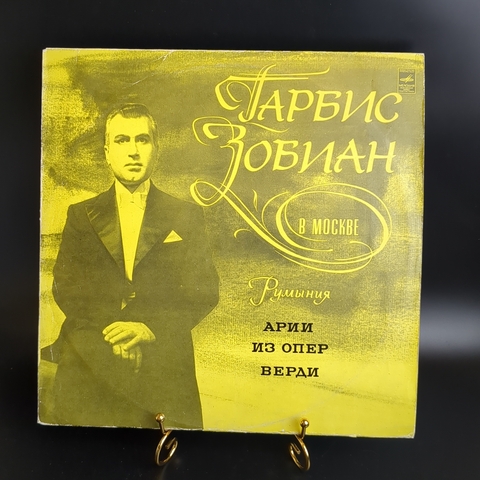 ГАРБИС
ЗОБИАН
В МОСКВЕ
Румыния
АРИИ
ИЗ ОПЕР
ВЕРДИ